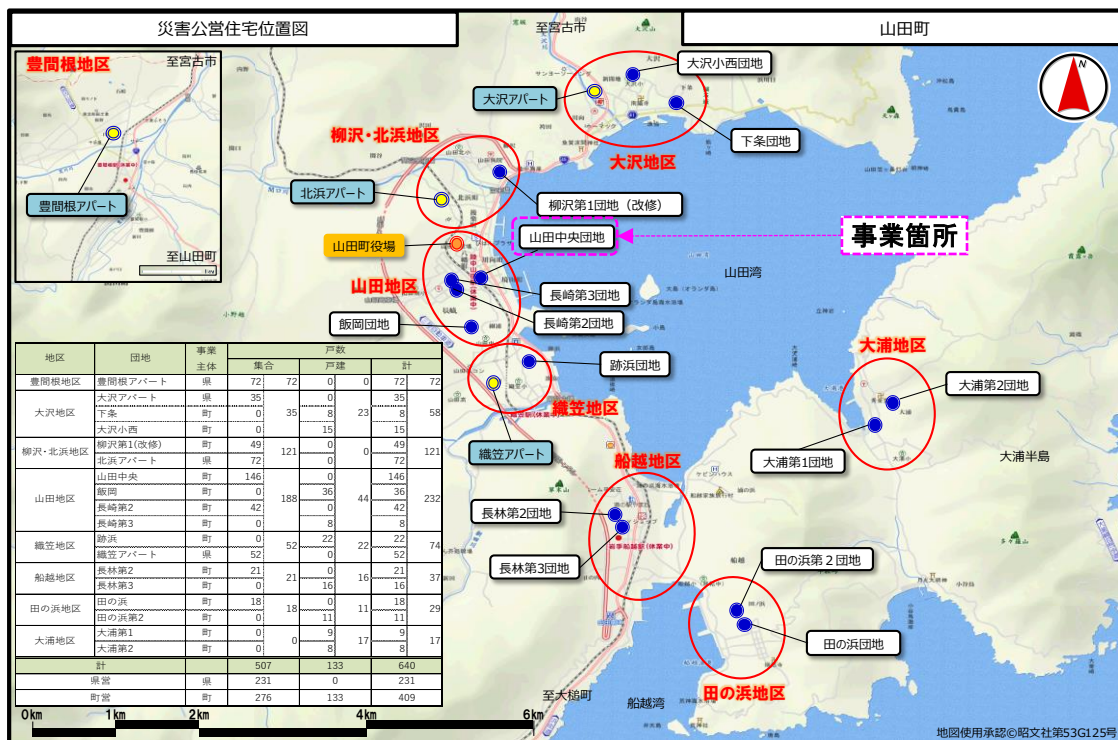 災害公営住宅位置図
山田町
至宮古市
豊間根地区
至宮古市
豊間根アパート
至山田町
N
大沢小西団地
大沢アパート
下条団地
大沢地区
柳沢・北浜地区
北浜アパート
柳沢第1団地（改修）
山田町役場
山田中央団地
事業箇所
山田湾
山田地区
長崎第3団地
長崎第2団地
飯岡団地
跡浜団地
織笠地区
織笠アパート
大浦地区
大浦第2団地
大浦第1団地
大浦半島
船越地区
長林第2団地
長林第3団地
岩手船越駅(休業中)
田の浜第２団地
田の浜団地
田の浜地区
至大槌町
船越湾
地区 団地 事業主体 戸数
集合 戸建 計
豊間根地区 豊間根アパート 県 72 72 0 0 72 72
大沢地区 大沢アパート 県 35 35 0 23 35 58
下条 町 0 8 8
大沢小西 町 0 15 15
柳沢・北浜地区 柳沢第1(改修) 町 49 121 0 0 49 121
北浜アパート 県 72 0 72
山田地区 山田中央 町 146 188 0 44 146 232
飯岡 町 0 36 36
長崎第2 町 42 0 42
長崎第3 町 0 8 8
織笠地区 跡浜 町 0 52 22 22 22 74
織笠アパート 県 52 0 52
船越地区 長林第2 町 21 21 0 16 21 37
長林第3 町 0 16 16
田の浜地区 田の浜 町 18 18 0 11 18 29
田の浜第2 町 0 11 11
大浦地区 大浦第1 町 0 0 9 17 9 17
大浦第2 町 0 8 8
計 507 133 640
県営 県 231 0 231
町営 町 276 133 409
0km 1km 2km 4km 6km
地図使用承認©昭文社第53G125号